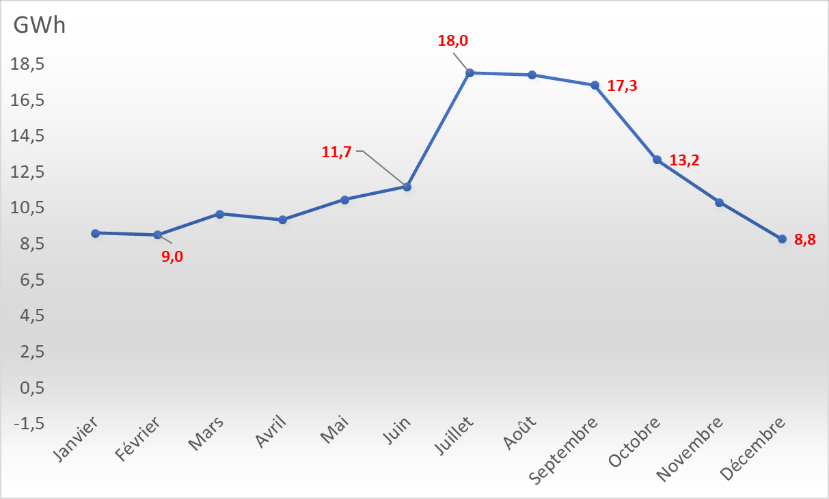 GWh
18,0
18,5
17,3
16,5
14,5
11,7
13,2
12,5
10,5
8,5
8,8
9,0
6,5
4,5
2,5
0,5
-1,5
Janvier
Février
Mars
Avril
Mai
Juin
Juillet
Août
Septembre
Octobre
Novembre
Décembre